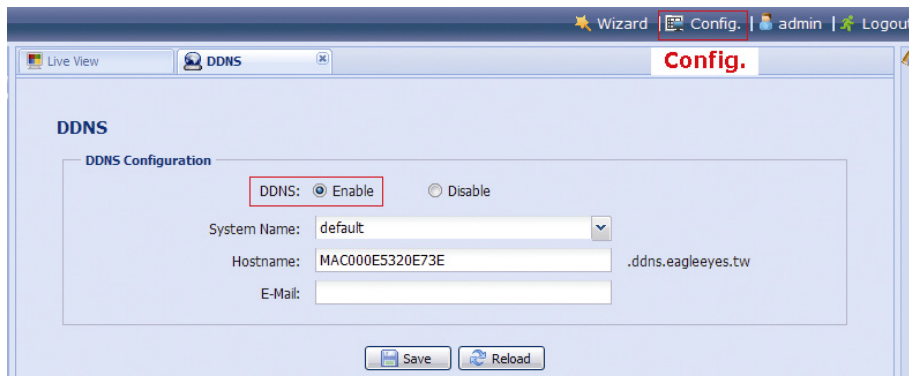 Wizard | Config. | admin | Logout
Config.
Live View DDNS
DDNS
DDNS Configuration
DDNS: Enable Disable
System Name: default
Hostname: MAC000E5320E73E .ddns.eagleeyes.tw
E-Mail:
Save Reload